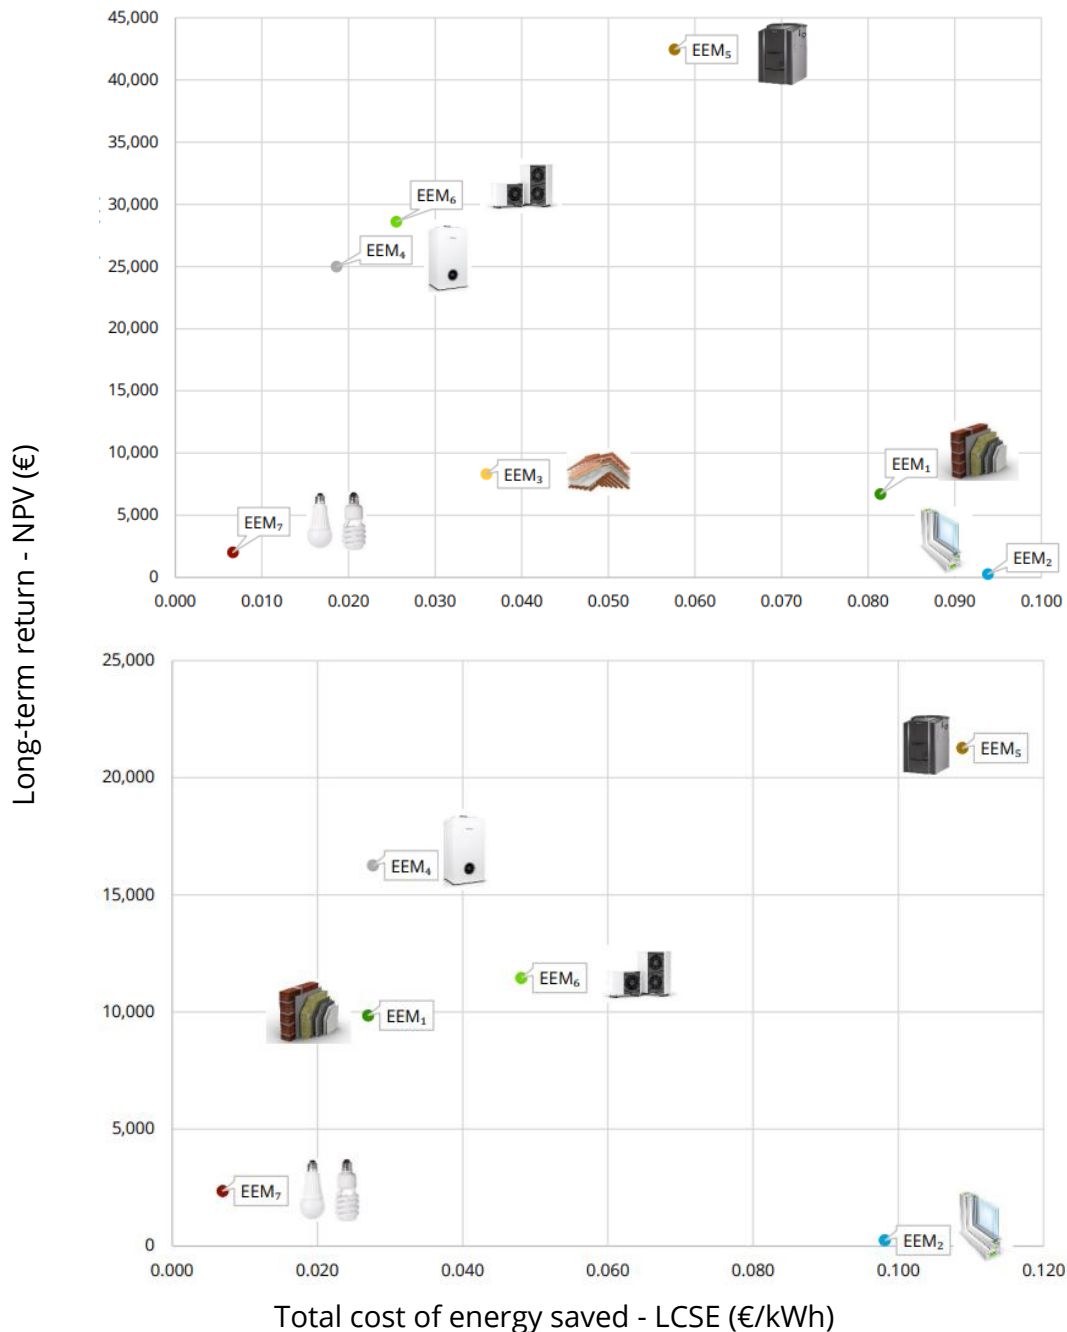 Long-term return - NPV (€)
45,000
40,000
35,000
30,000
25,000
20,000
15,000
10,000
5,000
0
EEM₅
EEM₆
EEM₄
EEM₃
EEM₁
EEM₇
EEM₂
0.000 0.010 0.020 0.030 0.040 0.050 0.060 0.070 0.080 0.090 0.100
25,000
20,000
15,000
10,000
5,000
0
EEM₅
EEM₄
EEM₆
EEM₁
EEM₇
EEM₂
0.000 0.020 0.040 0.060 0.080 0.100 0.120
Total cost of energy saved - LCSE (€/kWh)